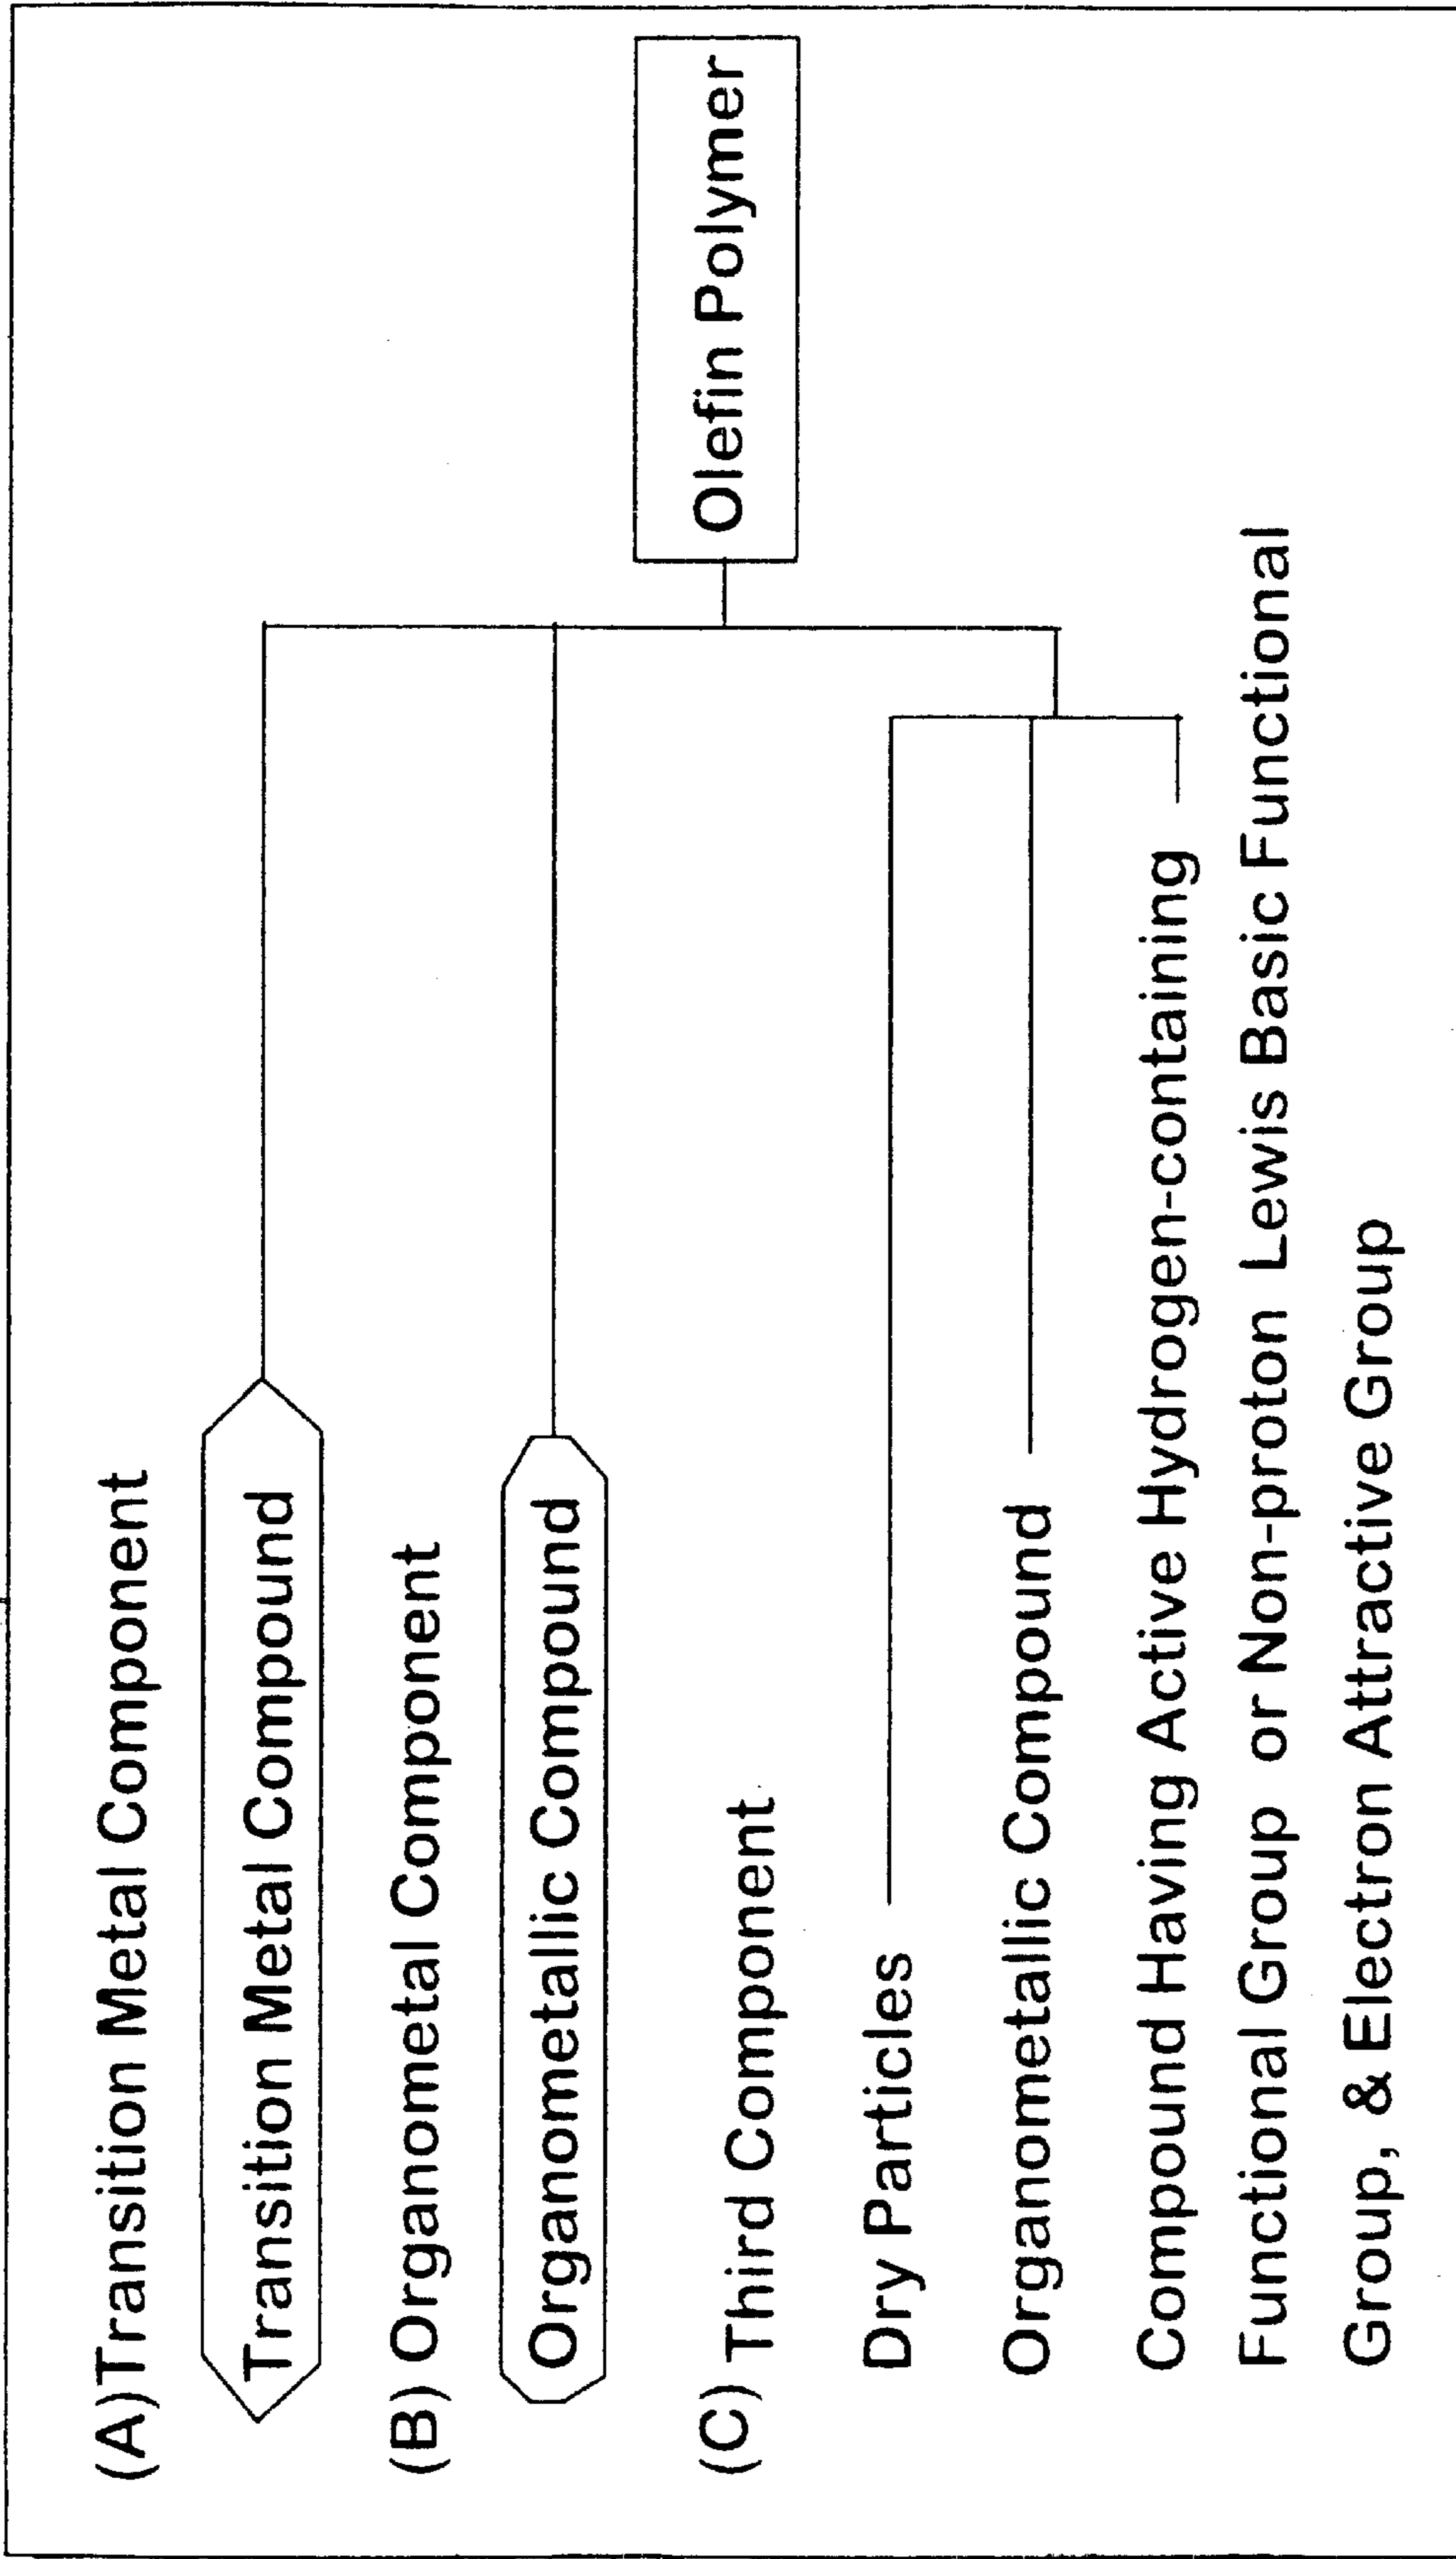 (A)Transition Metal Component
Transition Metal Compound
(B) Organometal Component
Organometallic Compound
(C) Third Component
Dry Particles
Organometallic Compound
Compound Having Active Hydrogen-containing
Functional Group or Non-proton Lewis Basic Functional
Group, & Electron Attractive Group
Olefin Polymer